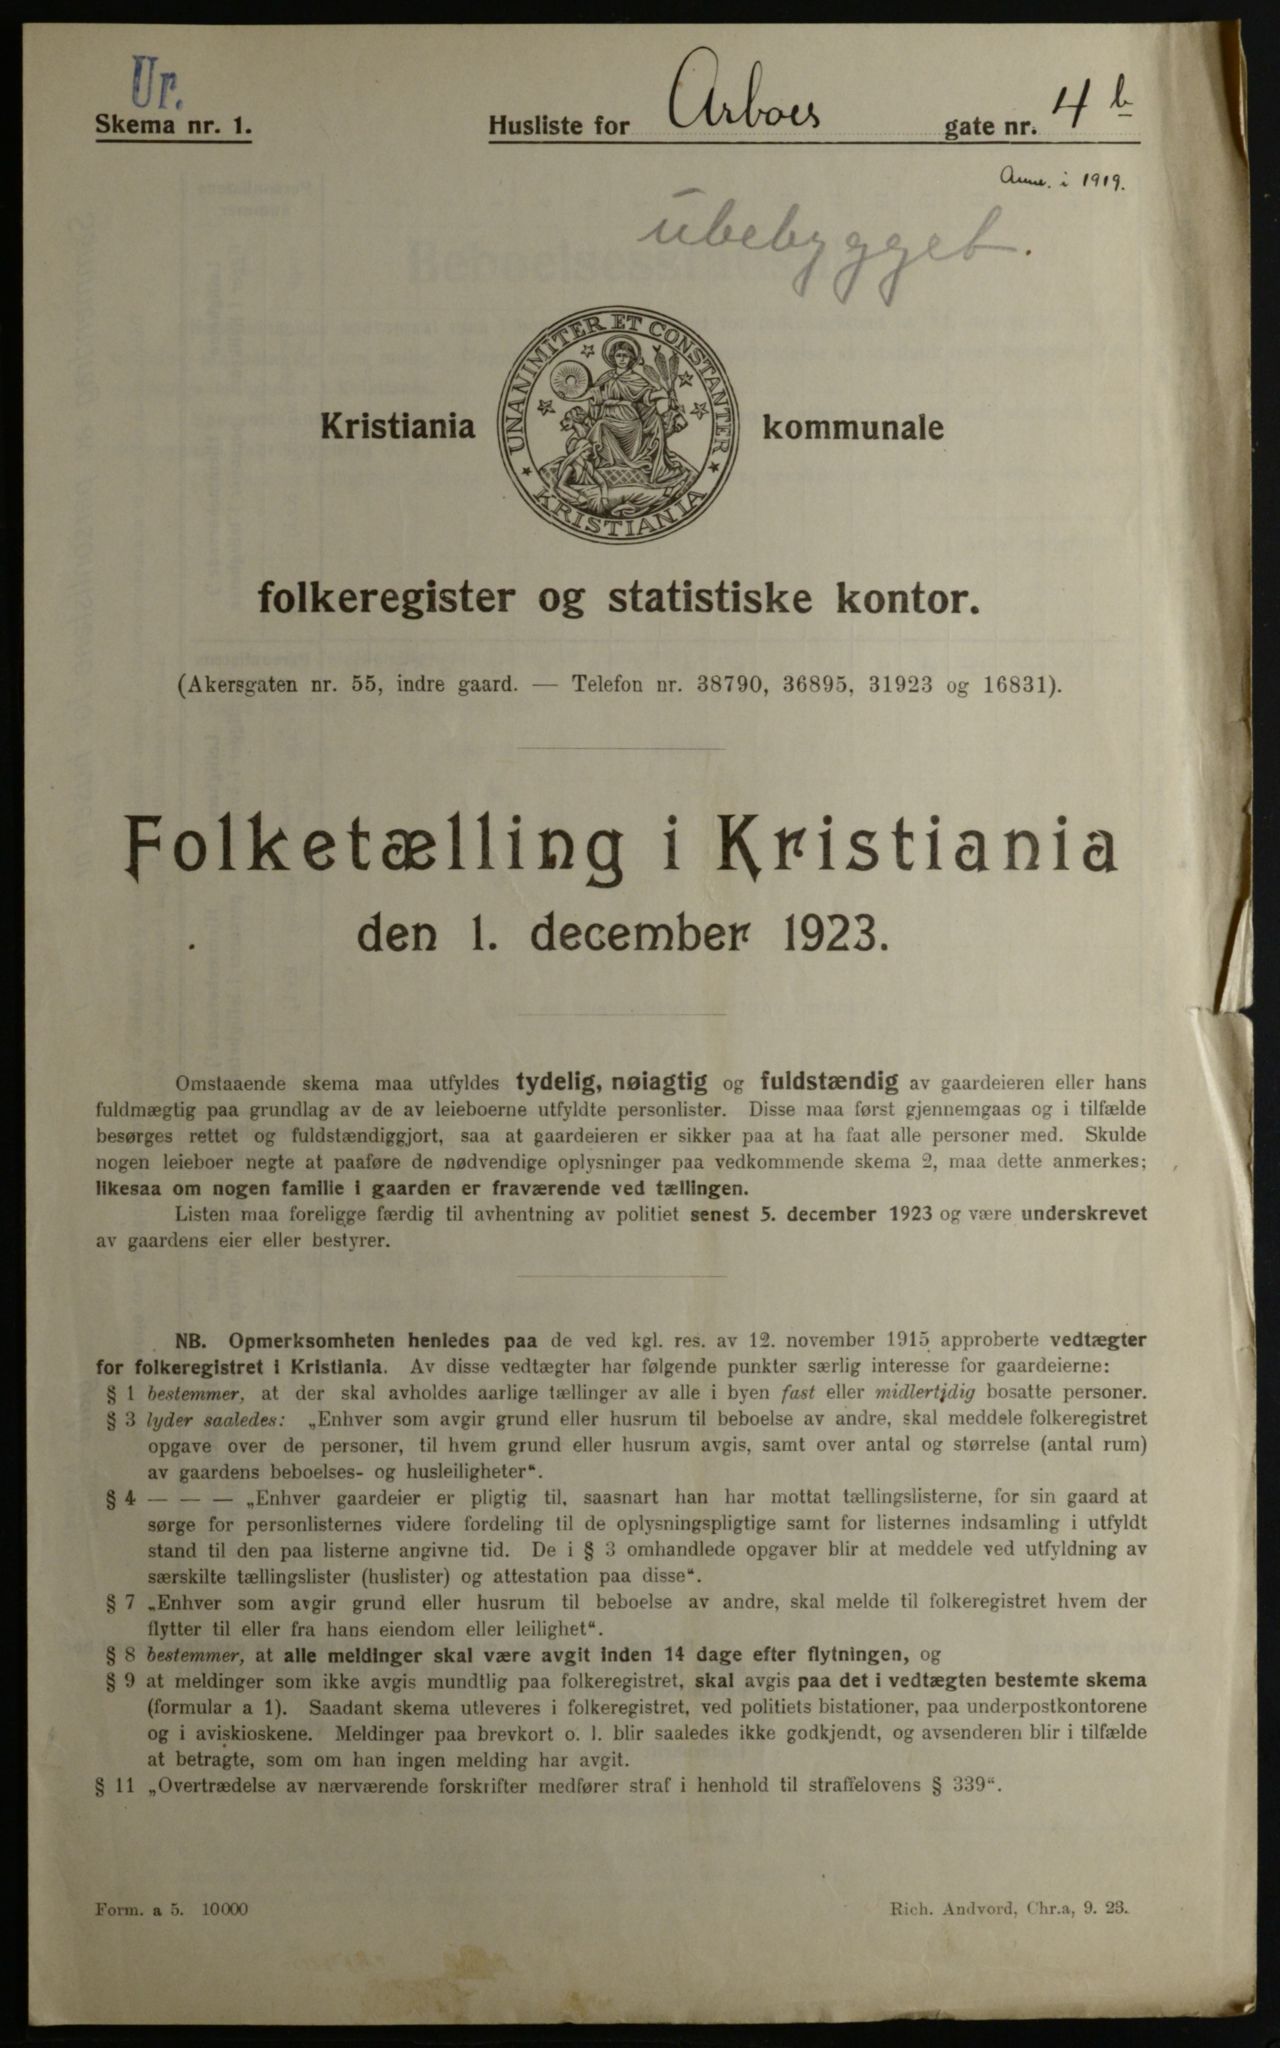 Ur.
Skema nr. 1.
Husliste for Arboes gate nr. 4 b
Anm. i 1919.
ubebygget.
UNANIMITER ET CONSTANTER
KRISTIANIA
Kristiania kommunale
folkeregister og statistiske kontor.
(Akersgaten nr. 55, indre gaard. — Telefon nr. 38790, 36895, 31923 og 16831).
Folketælling i Kristiania
den 1. december 1923.
Omstaaende skema maa utfyldes tydelig, nøiagtig og fuldstændig av gaardeieren eller hans
fuldmægtig paa grundlag av de av leieboerne utfyldte personlister. Disse maa først gjennemgaas og i tilfælde
besørges rettet og fuldstændiggjort, saa at gaardeieren er sikker paa at ha faat alle personer med. Skulde
nogen leieboer negte at paaføre de nødvendige oplysninger paa vedkommende skema 2, maa dette anmerkes;
likesaa om nogen familie i gaarden er fraværende ved tællingen.
Listen maa foreligge færdig til avhentning av politiet senest 5. december 1923 og være underskrevet
av gaardens eier eller bestyrer.
NB. Opmerksomheten henledes paa de ved kgl. res. av 12. november 1915 approberte vedtægter
for folkeregistret i Kristiania. Av disse vedtægter har følgende punkter særlig interesse for gaardeierne:
§ 1 bestemmer, at der skal avholdes aarlige tællinger av alle i byen fast eller midlertidig bosatte personer.
§ 3 lyder saaledes: „Enhver som avgir grund eller husrum til beboelse av andre, skal meddele folkeregistret
opgave over de personer, til hvem grund eller husrum avgis, samt over antal og størrelse (antal rum)
av gaardens beboelses- og husleiligheter“.
§ 4 — — — „Enhver gaardeier er pligtig til, saasnart han har mottat tællingslisterne, for sin gaard at
sørge for personlisternes videre fordeling til de oplysningspligtige samt for listernes indsamling i utfyldt
stand til den paa listerne angivne tid. De i § 3 omhandlede opgaver blir at meddele ved utfyldning av
særskilte tællingslister (huslister) og attestation paa disse“.
§ 7 „Enhver som avgir grund eller husrum til beboelse av andre, skal melde til folkeregistret hvem der
flytter til eller fra hans eiendom eller leilighet“.
§ 8 bestemmer, at alle meldinger skal være avgit inden 14 dage efter flytningen, og
§ 9 at meldinger som ikke avgis mundtlig paa folkeregistret, skal avgis paa det i vedtægten bestemte skema
(formular a 1). Saadant skema utleveres i folkeregistret, ved politiets bistationer, paa underpostkontorene
og i aviskioskene. Meldinger paa brevkort o. l. blir saaledes ikke godkjendt, og avsenderen blir i tilfælde
at betragte, som om han ingen melding har avgit.
§ 11 „Overtrædelse av nærværende forskrifter medfører straf i henhold til straffelovens § 339“.
Form. a 5. 10000
Rich. Andvord, Chr.a, 9. 23.